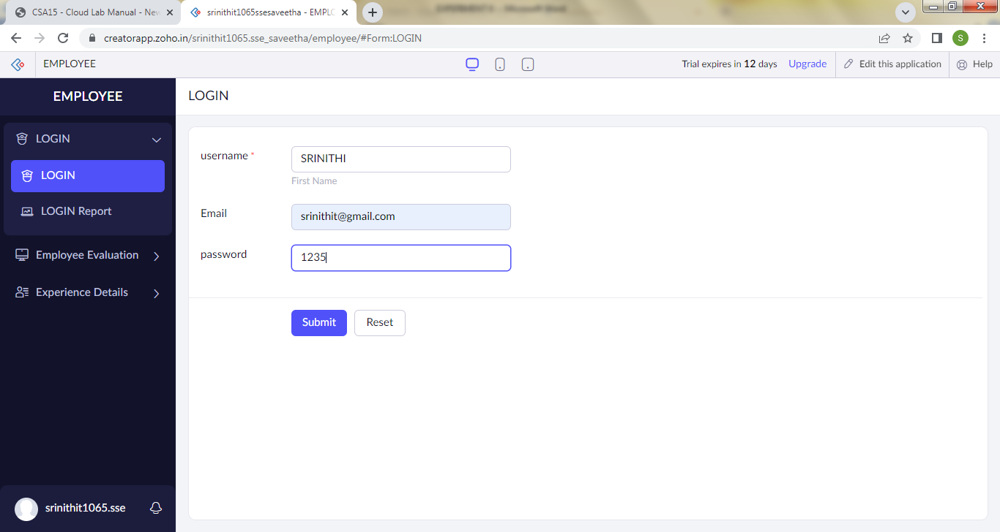 CSA15 - Cloud Lab Manual - New
srinithit1065ssesaveetha - EMPLO
creatorapp.zoho.in/srinithit1065.sse_saveetha/employee/#Form:LOGIN
S
EMPLOYEE
Trial expires in 12 days
Upgrade
Edit this application
Help
EMPLOYEE
LOGIN
LOGIN
LOGIN Report
Employee Evaluation
Experience Details
srinithit1065.sse
LOGIN
username *
SRINITHI
First Name
Email
srinithit@gmail.com
password
1235
Submit
Reset